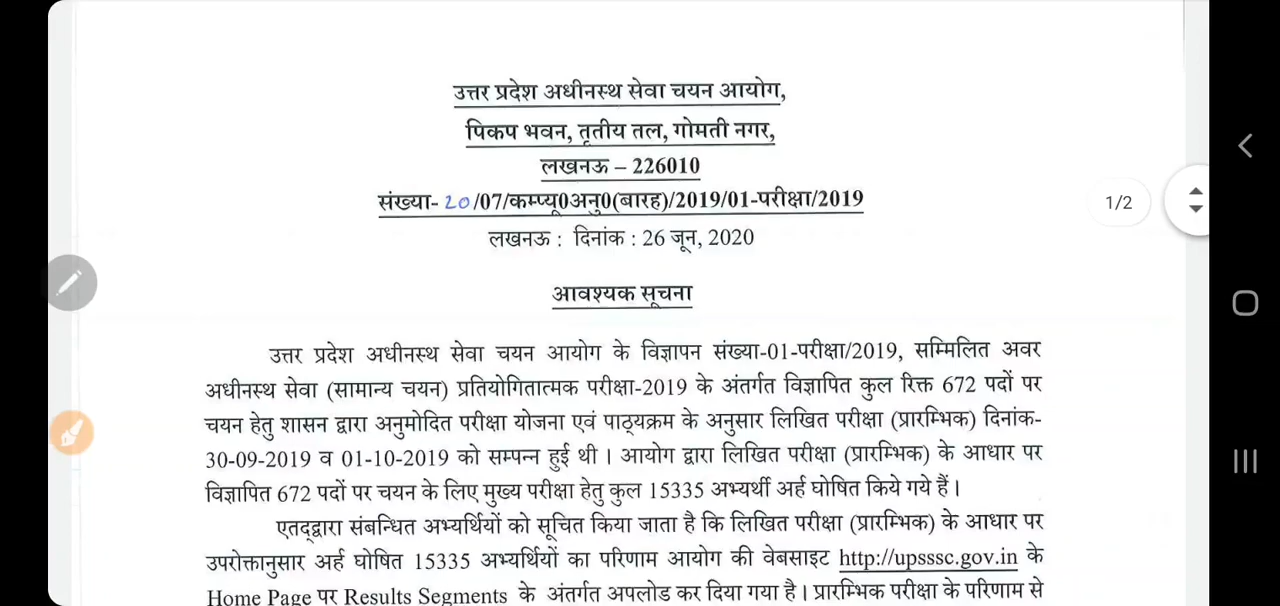 उत्तर प्रदेश अधीनस्थ सेवा चयन आयोग,
पिकप भवन, तृतीय तल, गोमती नगर,
लखनऊ – 226010
संख्या- 20/07/कम्प्यू0अनु0(बारह)/2019/01-परीक्षा/2019
1/2
लखनऊ : दिनांक : 26 जून, 2020
आवश्यक सूचना
उत्तर प्रदेश अधीनस्थ सेवा चयन आयोग के विज्ञापन संख्या-01-परीक्षा/2019, सम्मिलित अवर
अधीनस्थ सेवा (सामान्य चयन) प्रतियोगितात्मक परीक्षा-2019 के अंतर्गत विज्ञापित कुल रिक्त 672 पदों पर
चयन हेतु शासन द्वारा अनुमोदित परीक्षा योजना एवं पाठ्यक्रम के अनुसार लिखित परीक्षा (प्रारम्भिक) दिनांक-
30-09-2019 व 01-10-2019 को सम्पन्न हुई थी। आयोग द्वारा लिखित परीक्षा (प्रारम्भिक) के आधार पर
विज्ञापित 672 पदों पर चयन के लिए मुख्य परीक्षा हेतु कुल 15335 अभ्यर्थी अर्ह घोषित किये गये हैं।
एतद्द्वारा संबन्धित अभ्यर्थियों को सूचित किया जाता है कि लिखित परीक्षा (प्रारम्भिक) के आधार पर
उपरोक्तानुसार अर्ह घोषित 15335 अभ्यर्थियों का परिणाम आयोग की वेबसाइट http://upsssc.gov.in के
Home Page पर Results Segments के अंतर्गत अपलोड कर दिया गया है। प्रारम्भिक परीक्षा के परिणाम से